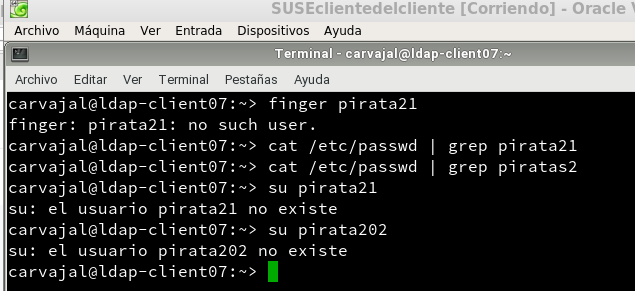 SUSEclientedelcliente [Corriendo] - Oracle V
Archivo Máquina Ver Entrada Dispositivos Ayuda
Terminal - carvajal@ldap-client07:~
Archivo Editar Ver Terminal Pestañas Ayuda
carvajal@ldap-client07:~> finger pirata21
finger: pirata21: no such user.
carvajal@ldap-client07:~> cat /etc/passwd | grep pirata21
carvajal@ldap-client07:~> cat /etc/passwd | grep piratas2
carvajal@ldap-client07:~> su pirata21
su: el usuario pirata21 no existe
carvajal@ldap-client07:~> su pirata202
su: el usuario pirata202 no existe
carvajal@ldap-client07:~>